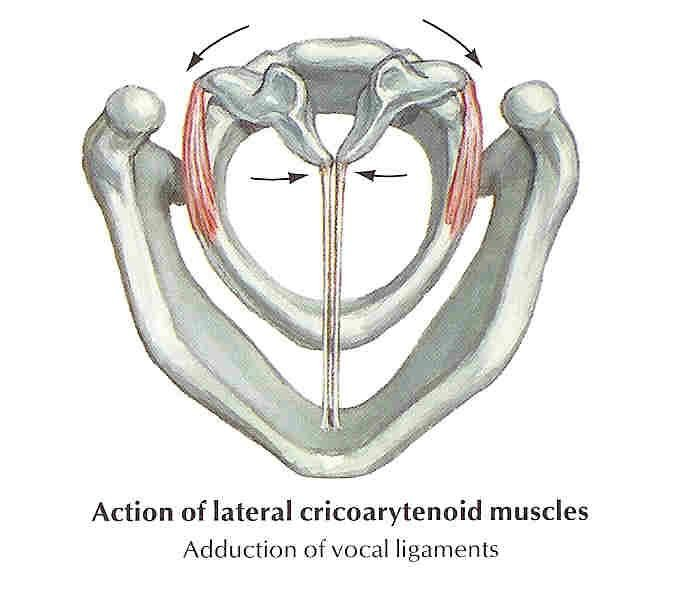 Action of lateral cricoarytenoid muscles
Adduction of vocal ligaments